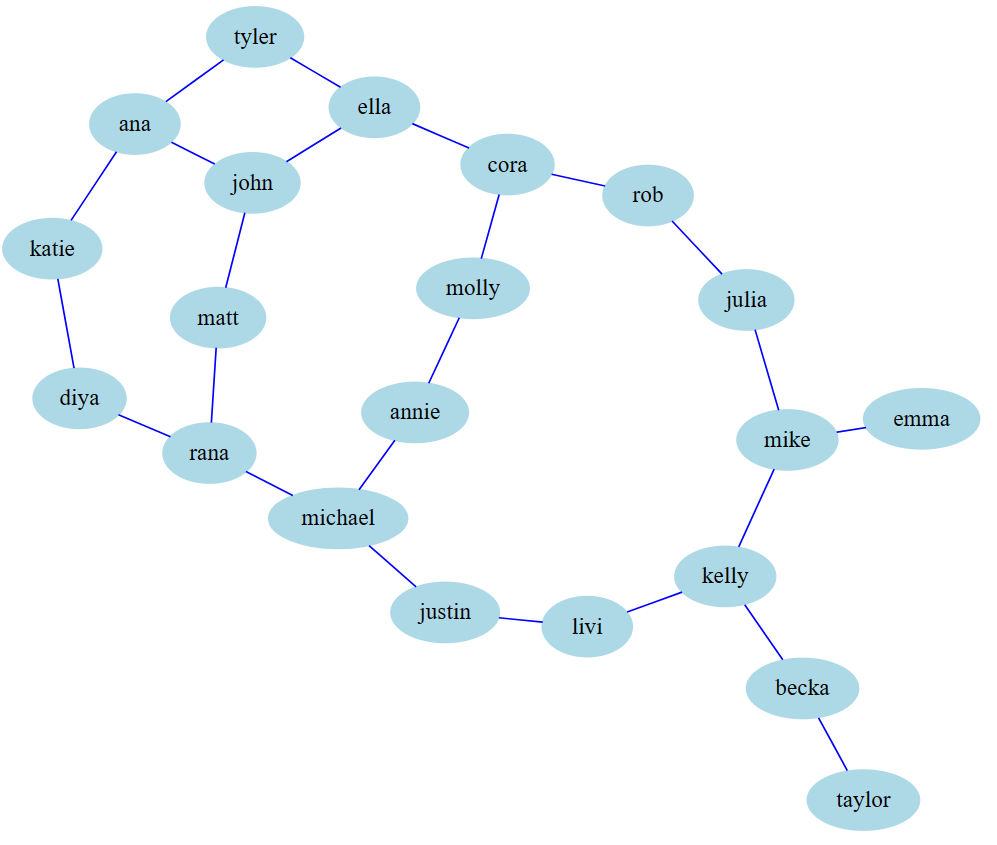 tyler
ella
ana
cora
john
rob
katie
molly
julia
matt
diya
annie
emma
mike
rana
michael
kelly
justin
livi
becka
taylor